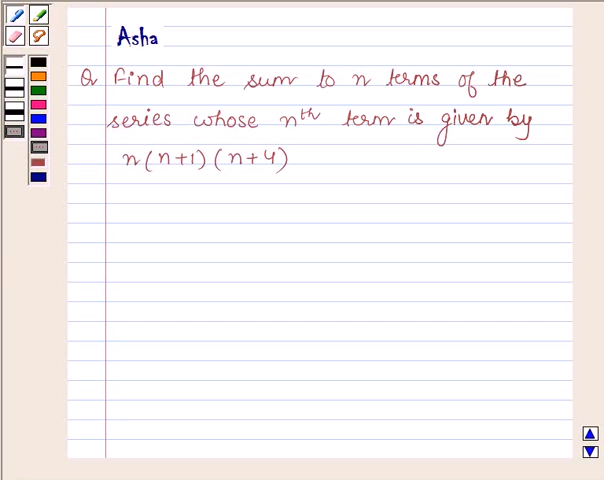 Asha
Q Find the sum to n terms of the
series whose nth term is given by
n(n+1)(n+4)